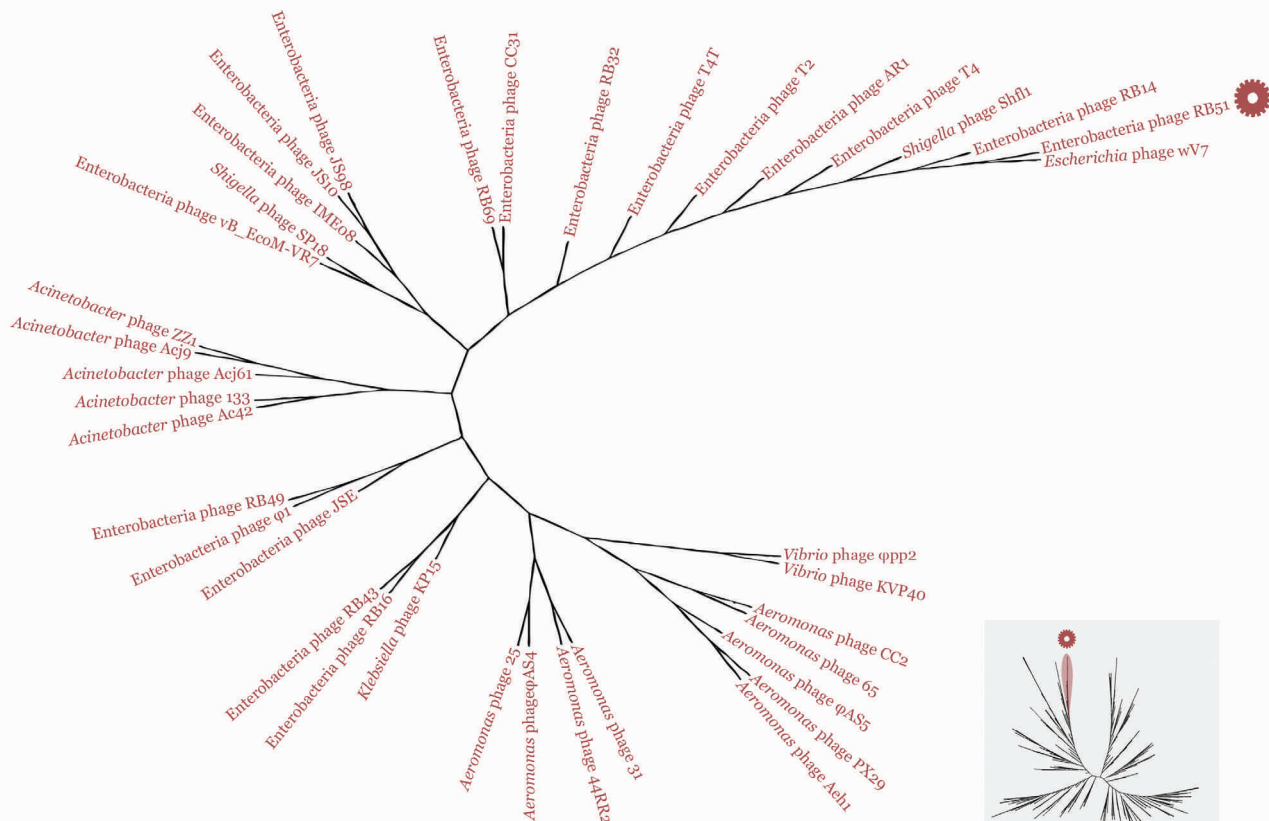 Enterobacteria phage JS98
Enterobacteria phage JS10
Enterobacteria phage IME08
Shigella phage SP18
Enterobacteria phage vB_EcoM-VR7
Enterobacteria phage RB69
Enterobacteria phage CC31
Enterobacteria phage RB32
Enterobacteria phage T4T
Enterobacteria phage T2
Enterobacteria phage AR1
Enterobacteria phage T4
Shigella phage Shfl1
Enterobacteria phage RB14
Enterobacteria phage RB51
Escherichia phage wV7
Acinetobacter phage ZZ1
Acinetobacter phage Acj9
Acinetobacter phage Acj61
Acinetobacter phage 133
Acinetobacter phage Ac42
Enterobacteria phage RB49
Enterobacteria phage φ1
Enterobacteria phage JSE
Enterobacteria phage RB43
Enterobacteria phage RB16
Klebsiella phage KP15
Aeromonas phage 25
Aeromonas phageφAS4
Aeromonas phage 44RR2
Aeromonas phage 31
Vibrio phage φpp2
Vibrio phage KVP40
Aeromonas phage CC2
Aeromonas phage 65
Aeromonas phage φAS5
Aeromonas phage PX29
Aeromonas phage Aeh1